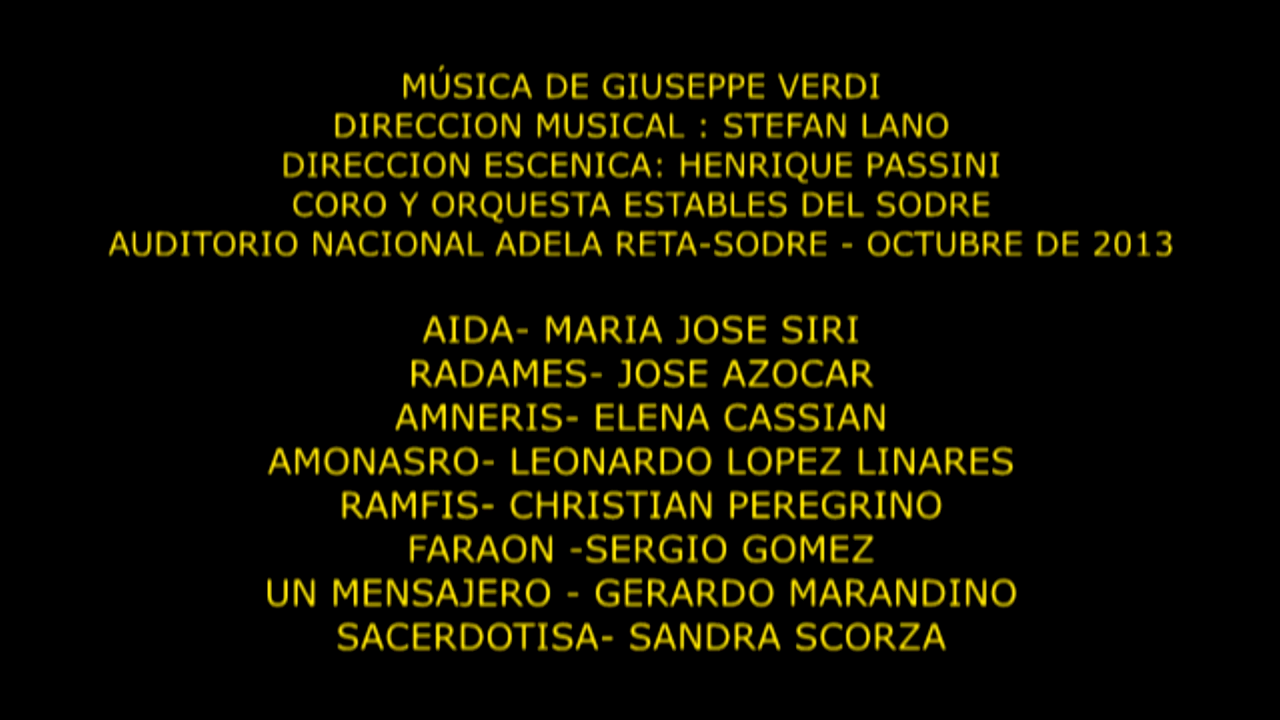 MÚSICA DE GIUSEPPE VERDI
DIRECCION MUSICAL : STEFAN LANO
DIRECCION ESCENICA: HENRIQUE PASSINI
CORO Y ORQUESTA ESTABLES DEL SODRE
AUDITORIO NACIONAL ADELA RETA-SODRE - OCTUBRE DE 2013
AIDA- MARIA JOSE SIRI
RADAMES- JOSE AZOCAR
AMNERIS- ELENA CASSIAN
AMONASRO- LEONARDO LOPEZ LINARES
RAMFIS- CHRISTIAN PEREGRINO
FARAON -SERGIO GOMEZ
UN MENSAJERO - GERARDO MARANDINO
SACERDOTISA- SANDRA SCORZA